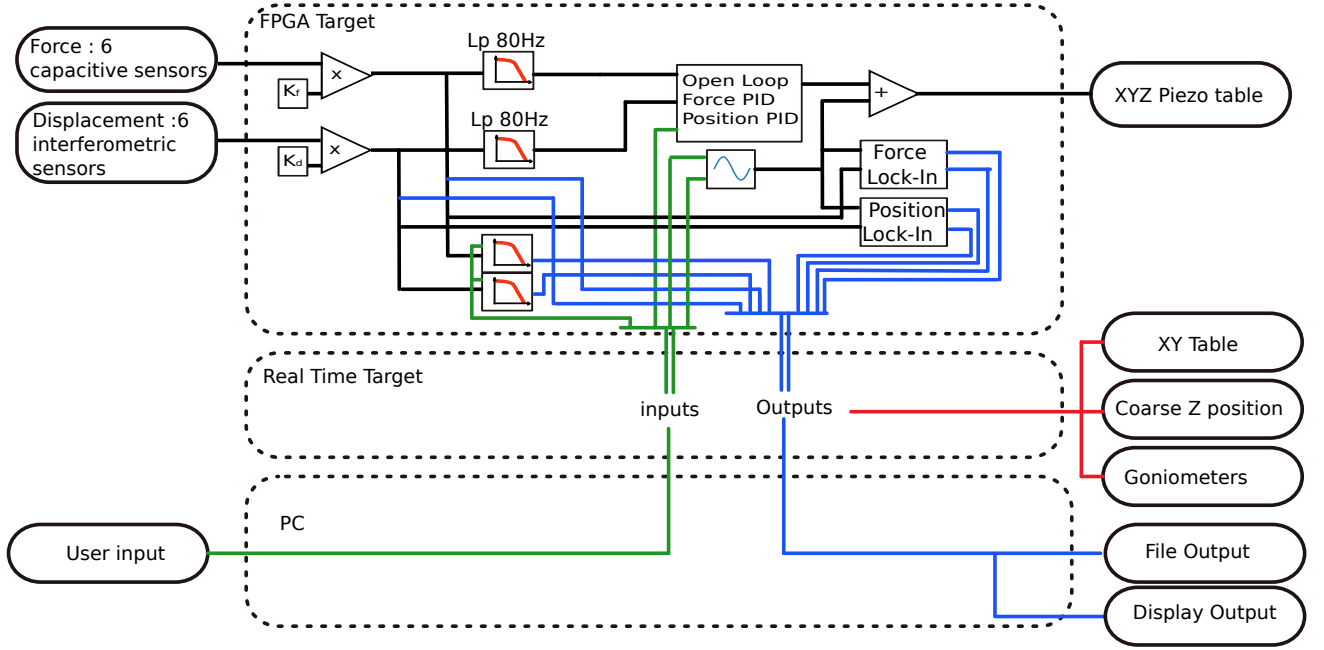 FPGA Target
Force : 6
capacitive sensors
Kf
x
Lp 80Hz
Open Loop
Force PID
Position PID
+
XYZ Piezo table
Displacement :6
interferometric
sensors
Kd
x
Lp 80Hz
Force
Lock-In
Position
Lock-In
Real Time Target
inputs
Outputs
XY Table
Coarse Z position
Goniometers
PC
User input
File Output
Display Output